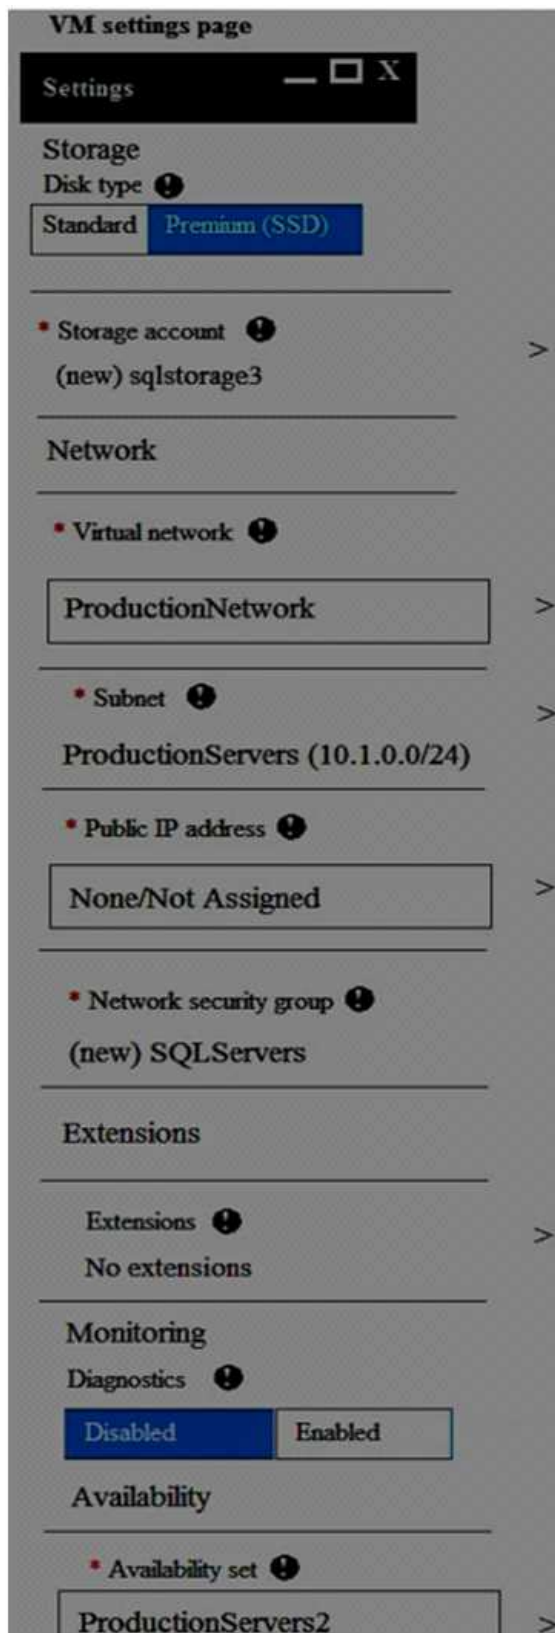 VM settings page
Settings X
Storage
Disk type
Standard Premium (SSD)
* Storage account
(new) sqlstorage3
>
Network
* Virtual network
ProductionNetwork >
* Subnet
>
ProductionServers (10.1.0.0/24)
* Public IP address
None/Not Assigned >
* Network security group
(new) SQLServers
Extensions
Extensions
>
No extensions
Monitoring
Diagnostics
Disabled Enabled
Availability
* Availability set
ProductionServers2 >